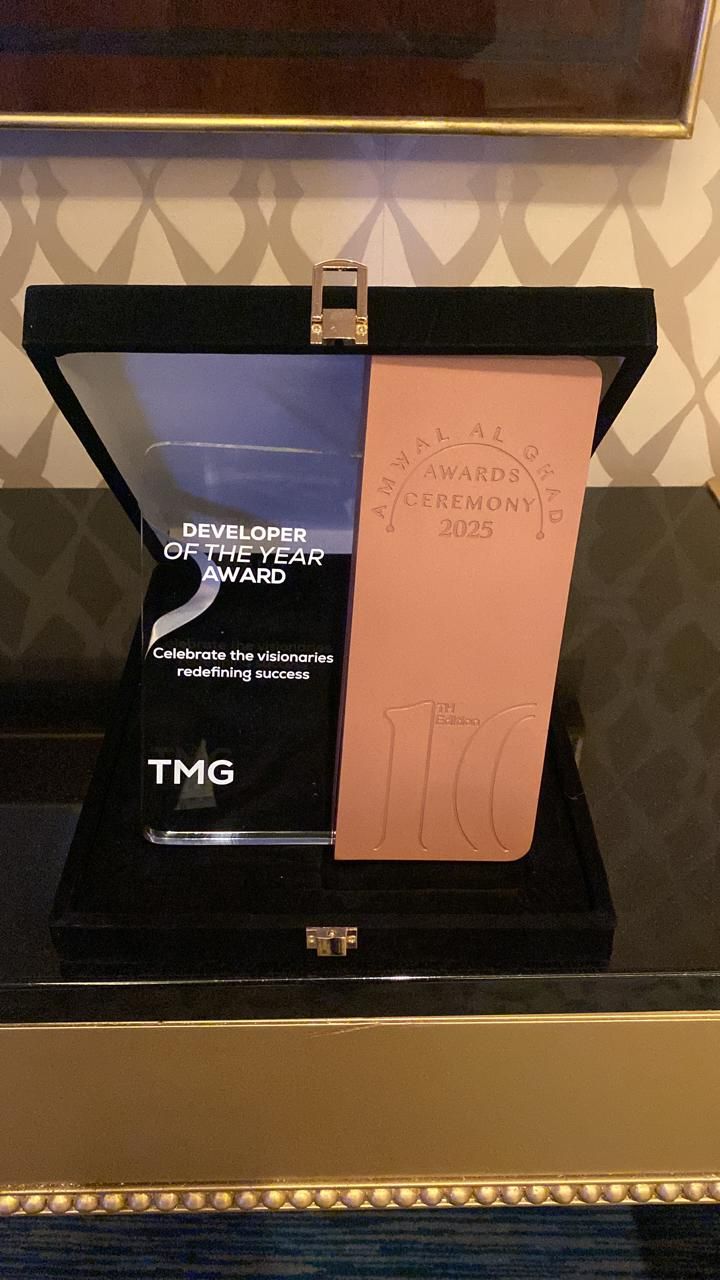 DEVELOPER
OF THE YEAR
AWARD
Celebrate the visionaries
redefining success
TMG
AMWAL AL GHAD
AWARDS
CEREMONY
2025
10
TH
Edition